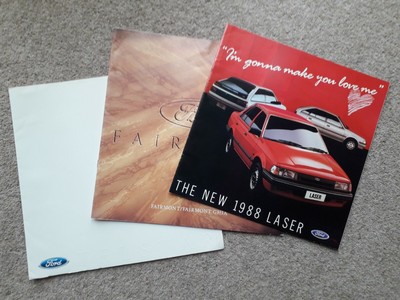 "I'm gonna make you love me"
LASER
THE NEW 1988 LASER
Ford
FAIR
FAIRMONT/FAIRMONT GHIA
Ford